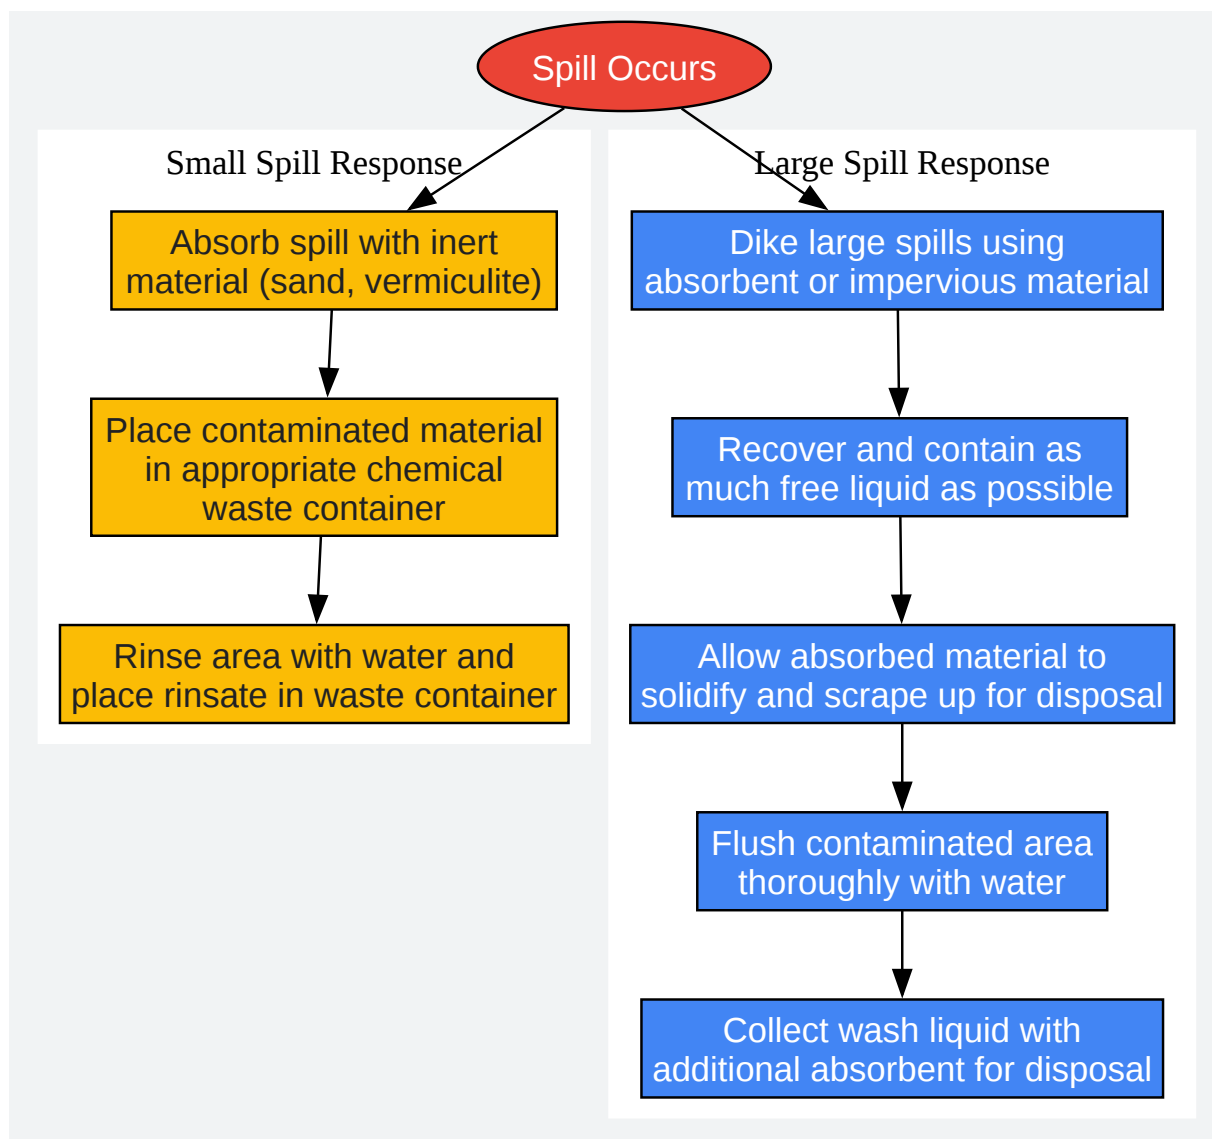 Spill Occurs
Small Spill Response
Absorb spill with inert
material (sand, vermiculite)
Place contaminated material
in appropriate chemical
waste container
Rinse area with water and
place rinsate in waste container
Large Spill Response
Dike large spills using
absorbent or impervious material
Recover and contain as
much free liquid as possible
Allow absorbed material to
solidify and scrape up for disposal
Flush contaminated area
thoroughly with water
Collect wash liquid with
additional absorbent for disposal